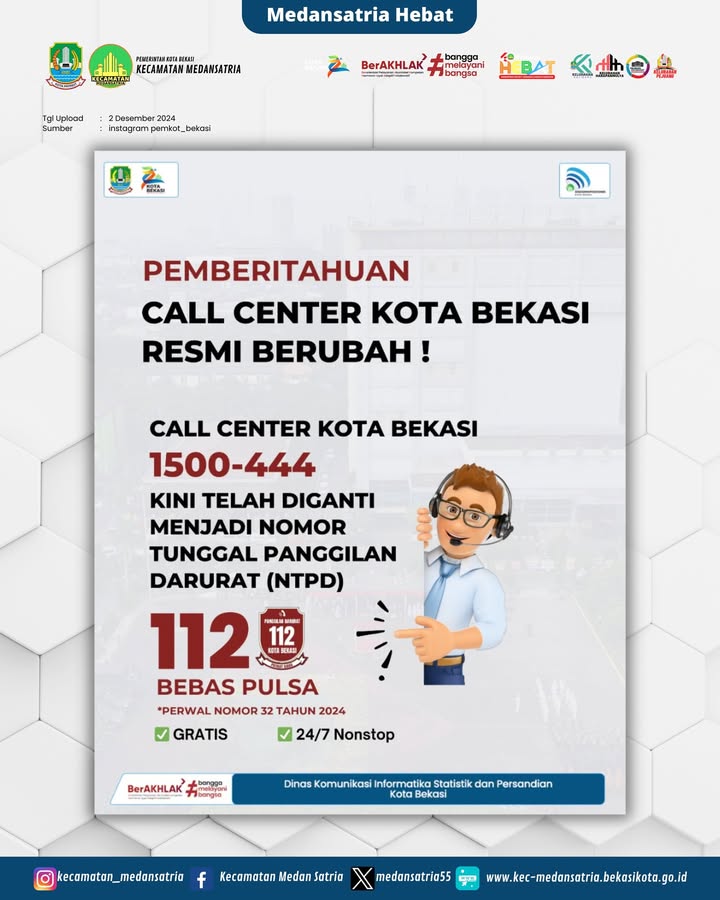 Medansatria Hebat
PEMERINTAH KOTA BEKASI
KECAMATAN MEDANSATRIA
KECAMATAN
BerAKHLAK
#bangga melayani bangsa
HEBAT
Tgl Upload : 2 Desember 2024
Sumber : instagram pemkot_bekasi
KOTA BEKASI
PEMBERITAHUAN
CALL CENTER KOTA BEKASI
RESMI BERUBAH !
CALL CENTER KOTA BEKASI
1500-444
KINI TELAH DIGANTI
MENJADI NOMOR
TUNGGAL PANGGILAN
DARURAT (NTPD)
112
PANGGILAN DARURAT
112
KOTA BEKASI
BEBAS PULSA
*PERWAL NOMOR 32 TAHUN 2024
✅ GRATIS ✅ 24/7 Nonstop
BerAKHLAK
#bangga melayani bangsa
Dinas Komunikasi Informatika Statistik dan Persandian
Kota Bekasi
kecamatan_medansatria Kecamatan Medan Satria medansatria55 www.kec-medansatria.bekasikota.go.id